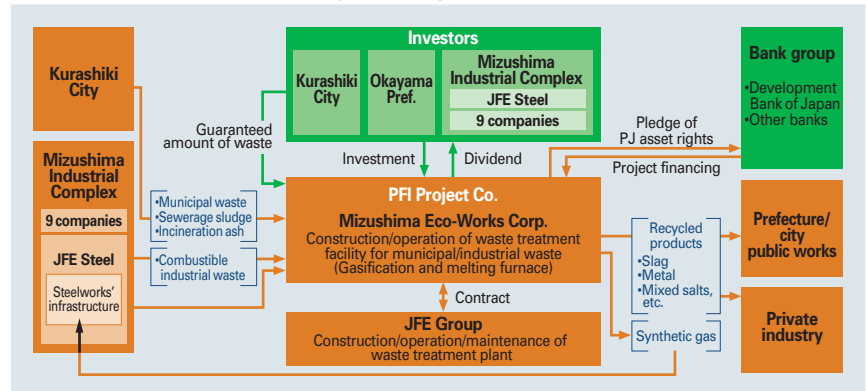 Kurashiki
City
Mizushima
Industrial
Complex
9 companies
JFE Steel
Steelworks'
infrastructure
Guaranteed
amount of waste
•Municipal waste
•Sewerage sludge
•Incineration ash
•Combustible
industrial waste
Investors
Kurashiki
City
Okayama
Pref.
Mizushima
Industrial Complex
JFE Steel
9 companies
Investment
Dividend
PFI Project Co.
Mizushima Eco-Works Corp.
Construction/operation of waste treatment
facility for municipal/industrial waste
(Gasification and melting furnace)
Contract
JFE Group
Construction/operation/maintenance of
waste treatment plant
Pledge of
PJ asset rights
Project financing
Bank group
•Development
Bank of Japan
•Other banks
Recycled
products
•Slag
•Metal
•Mixed salts,
etc.
Synthetic gas
Prefecture/
city
public works
Private
industry